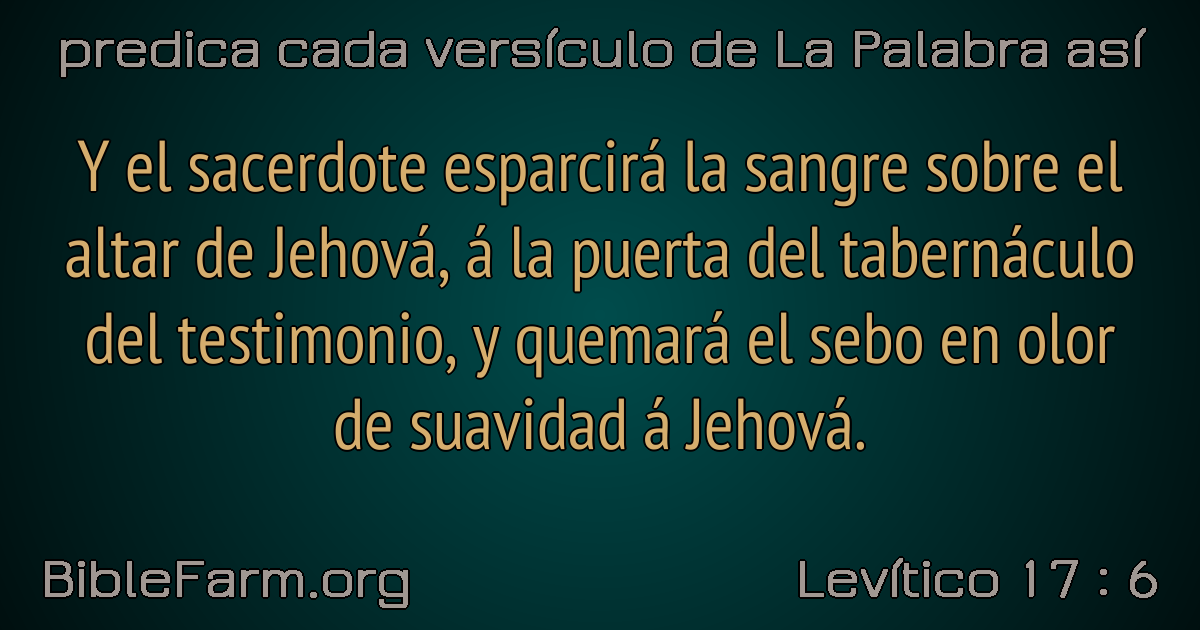 predica cada versículo de La Palabra así
Y el sacerdote esparcirá la sangre sobre el
altar de Jehová, á la puerta del tabernáculo
del testimonio, y quemará el sebo en olor
de suavidad á Jehová.
BibleFarm.org
Levítico 17 : 6